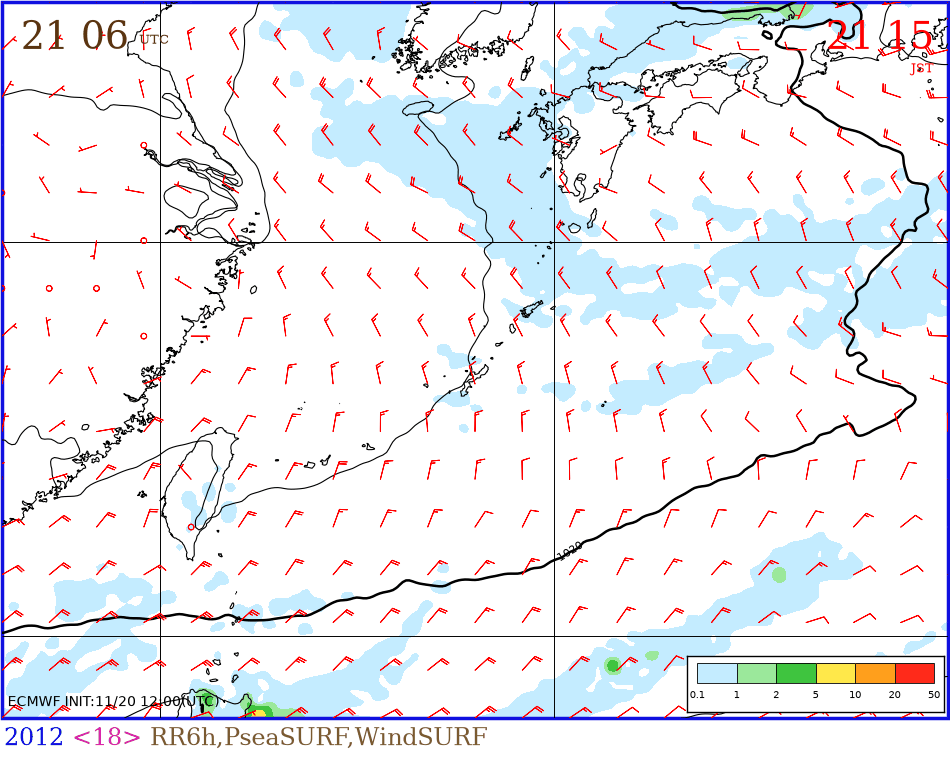 21 06 UTC
21 15 JST
1020
ECMWF INIT:11/20 12:00(UTC)
0.1 1 2 5 10 20 50
2012 <18> RR6h,PseaSURF,WindSURF